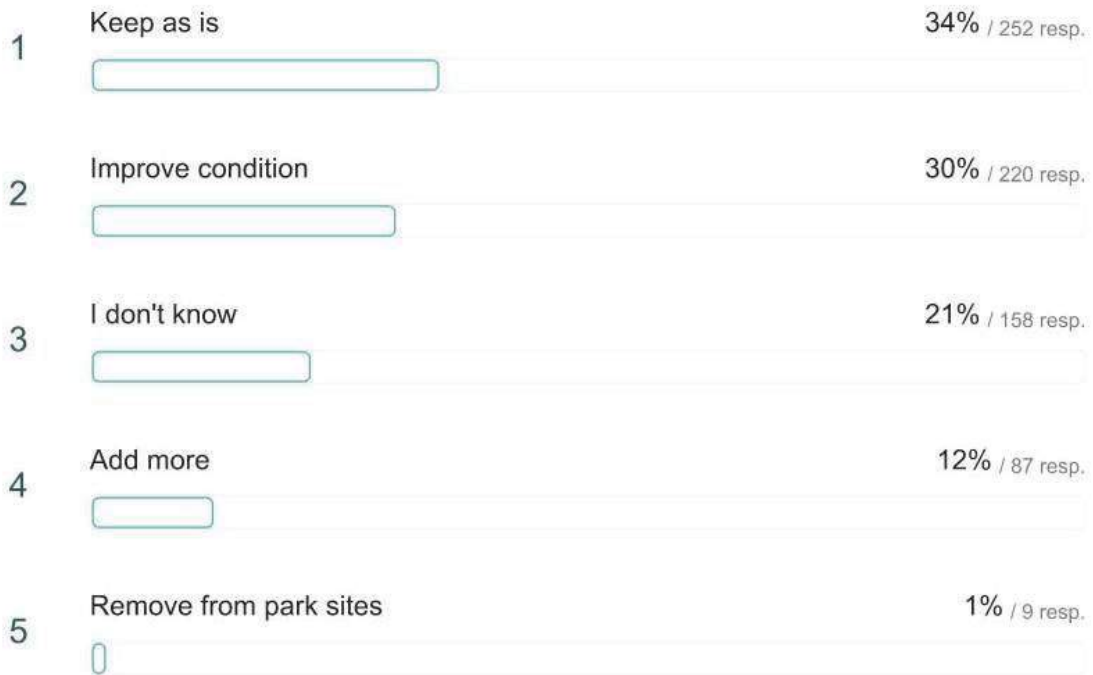 1 Keep as is 34% / 252 resp.
2 Improve condition 30% / 220 resp.
3 I don't know 21% / 158 resp.
4 Add more 12% / 87 resp.
5 Remove from park sites 1% / 9 resp.